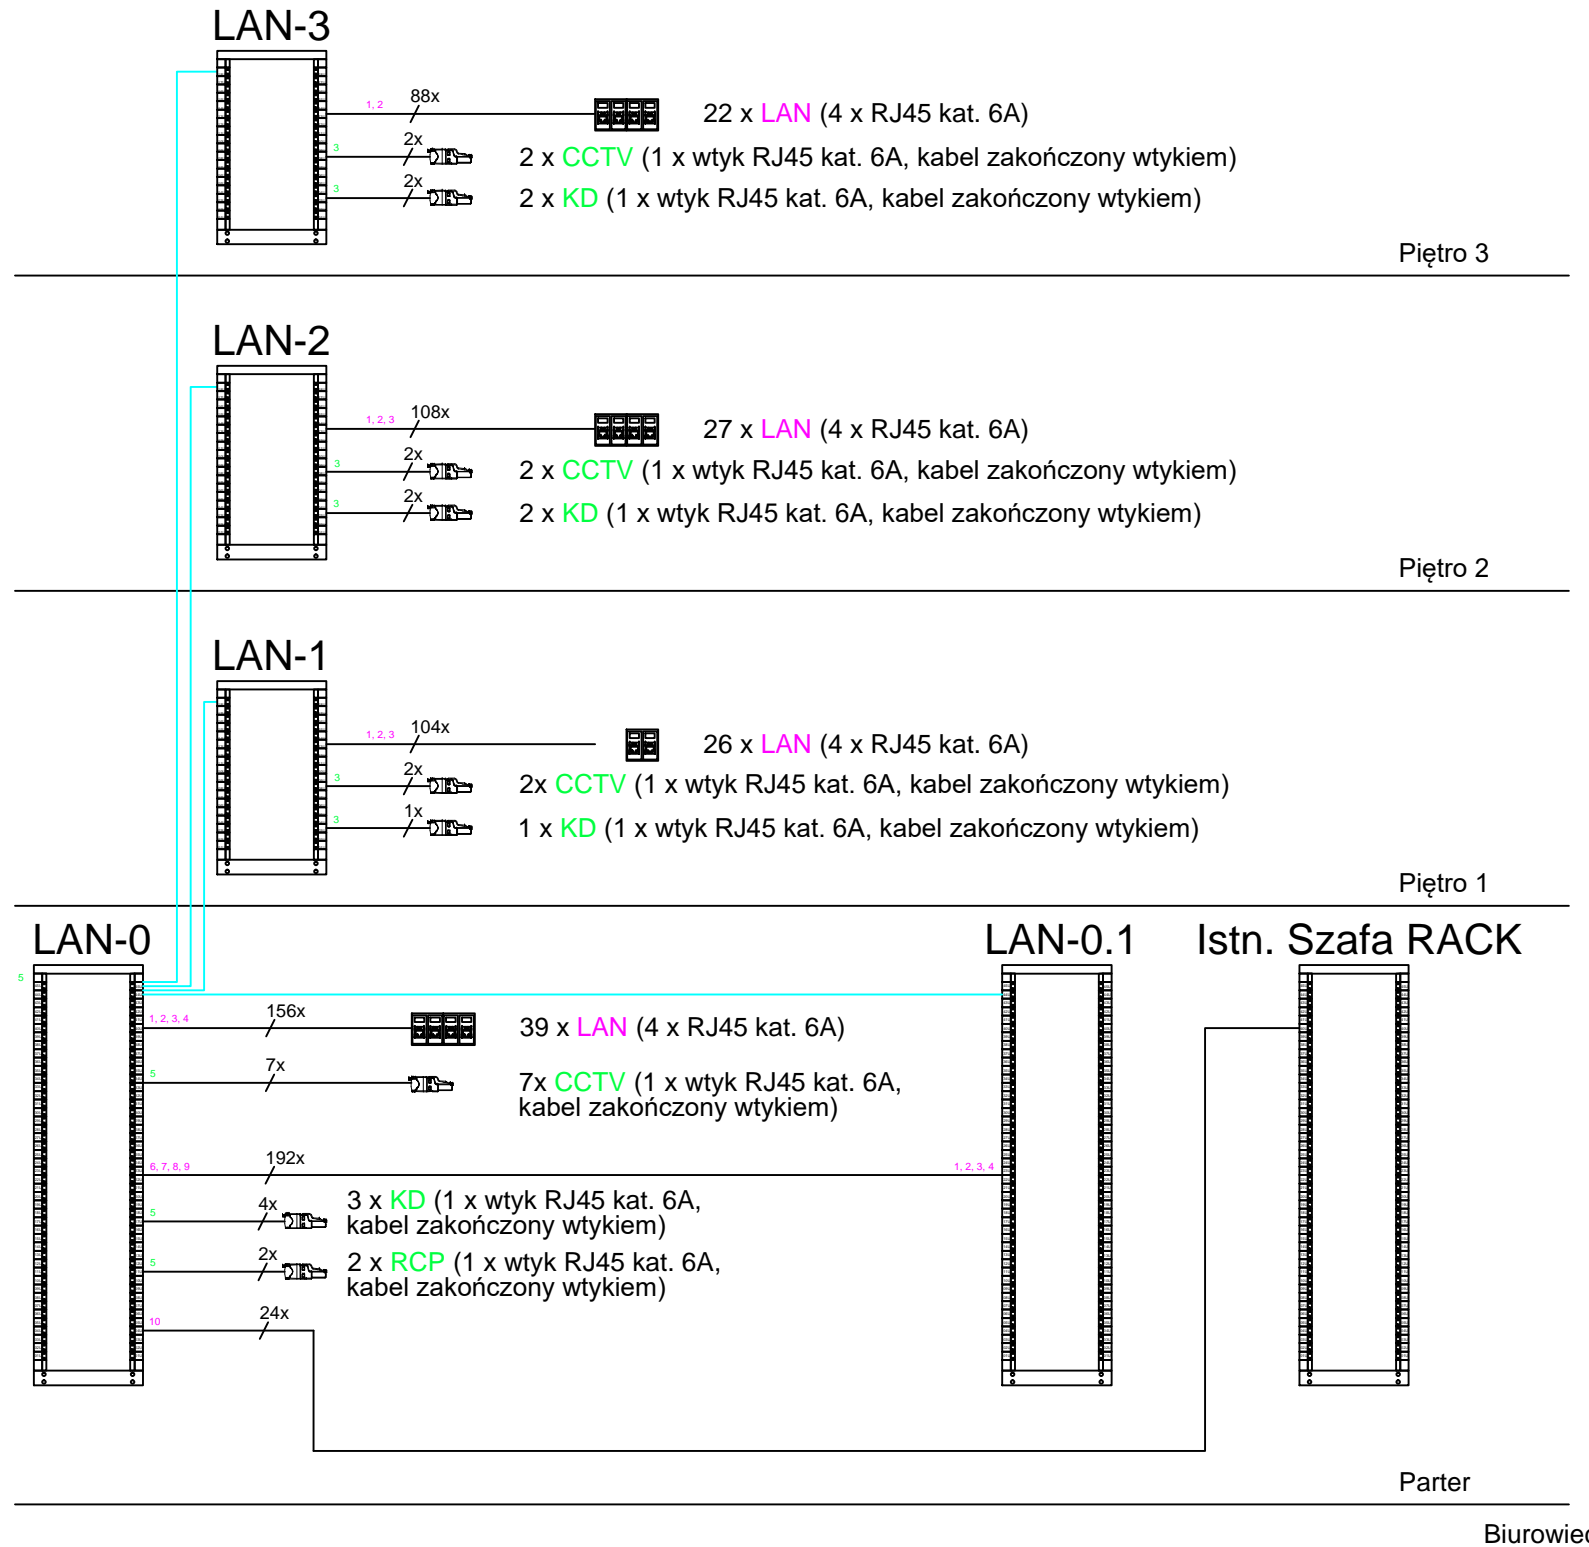 LAN-3
1, 2
88x
22 x LAN (4 x RJ45 kat. 6A)
3
2x
2 x CCTV (1 x wtyk RJ45 kat. 6A, kabel zakończony wtykiem)
3
2x
2 x KD (1 x wtyk RJ45 kat. 6A, kabel zakończony wtykiem)
Piętro 3
LAN-2
1, 2, 3
108x
27 x LAN (4 x RJ45 kat. 6A)
3
2x
2 x CCTV (1 x wtyk RJ45 kat. 6A, kabel zakończony wtykiem)
3
2x
2 x KD (1 x wtyk RJ45 kat. 6A, kabel zakończony wtykiem)
Piętro 2
LAN-1
1, 2, 3
104x
26 x LAN (4 x RJ45 kat. 6A)
3
2x
2x CCTV (1 x wtyk RJ45 kat. 6A, kabel zakończony wtykiem)
3
1x
1 x KD (1 x wtyk RJ45 kat. 6A, kabel zakończony wtykiem)
Piętro 1
LAN-0
LAN-0.1
Istn. Szafa RACK
5
1, 2, 3, 4
156x
39 x LAN (4 x RJ45 kat. 6A)
5
7x
7x CCTV (1 x wtyk RJ45 kat. 6A,
kabel zakończony wtykiem)
6, 7, 8, 9
192x
1, 2, 3, 4
5
4x
3 x KD (1 x wtyk RJ45 kat. 6A,
kabel zakończony wtykiem)
5
2x
2 x RCP (1 x wtyk RJ45 kat. 6A,
kabel zakończony wtykiem)
10
24x
Parter
Biurowiec